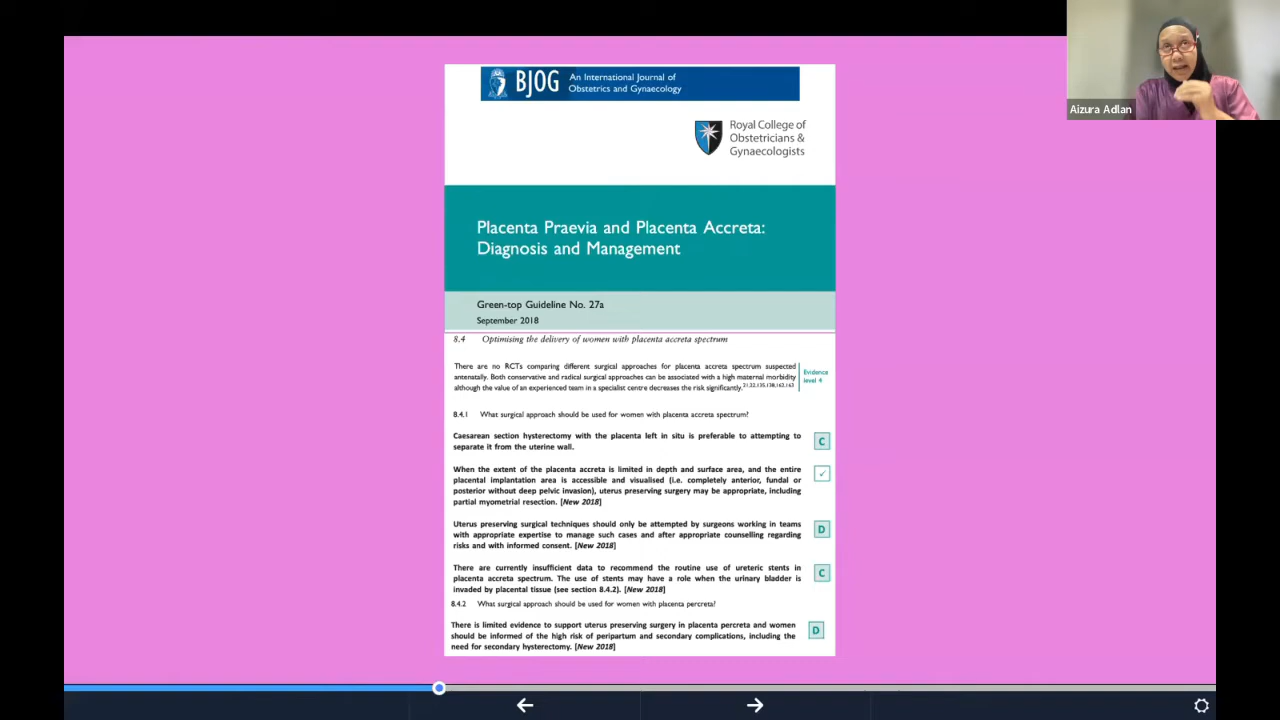 BJOG An International Journal of
Obstetrics and Gynaecology
Royal College of
Obstetricians &
Gynaecologists
Placenta Praevia and Placenta Accreta:
Diagnosis and Management
Green-top Guideline No. 27a
September 2018
8.4 Optimising the delivery of women with placenta accreta spectrum
There are no RCTs comparing different surgical approaches for placenta accreta spectrum suspected
antenatally. Both conservative and radical surgical approaches can be associated with a high maternal morbidity
although the value of an experienced team in a specialist centre decreases the risk significantly.21,22,135,138,162,163
Evidence
level 4
8.4.1 What surgical approach should be used for women with placenta accreta spectrum?
Caesarean section hysterectomy with the placenta left in situ is preferable to attempting to
separate it from the uterine wall.
C
When the extent of the placenta accreta is limited in depth and surface area, and the entire
placental implantation area is accessible and visualised (i.e. completely anterior, fundal or
posterior without deep pelvic invasion), uterus preserving surgery may be appropriate, including
partial myometrial resection. [New 2018]
✓
Uterus preserving surgical techniques should only be attempted by surgeons working in teams
with appropriate expertise to manage such cases and after appropriate counselling regarding
risks and with informed consent. [New 2018]
D
There are currently insufficient data to recommend the routine use of ureteric stents in
placenta accreta spectrum. The use of stents may have a role when the urinary bladder is
invaded by placental tissue (see section 8.4.2). [New 2018]
C
8.4.2 What surgical approach should be used for women with placenta percreta?
There is limited evidence to support uterus preserving surgery in placenta percreta and women
should be informed of the high risk of peripartum and secondary complications, including the
need for secondary hysterectomy. [New 2018]
D
Aizura Adlan